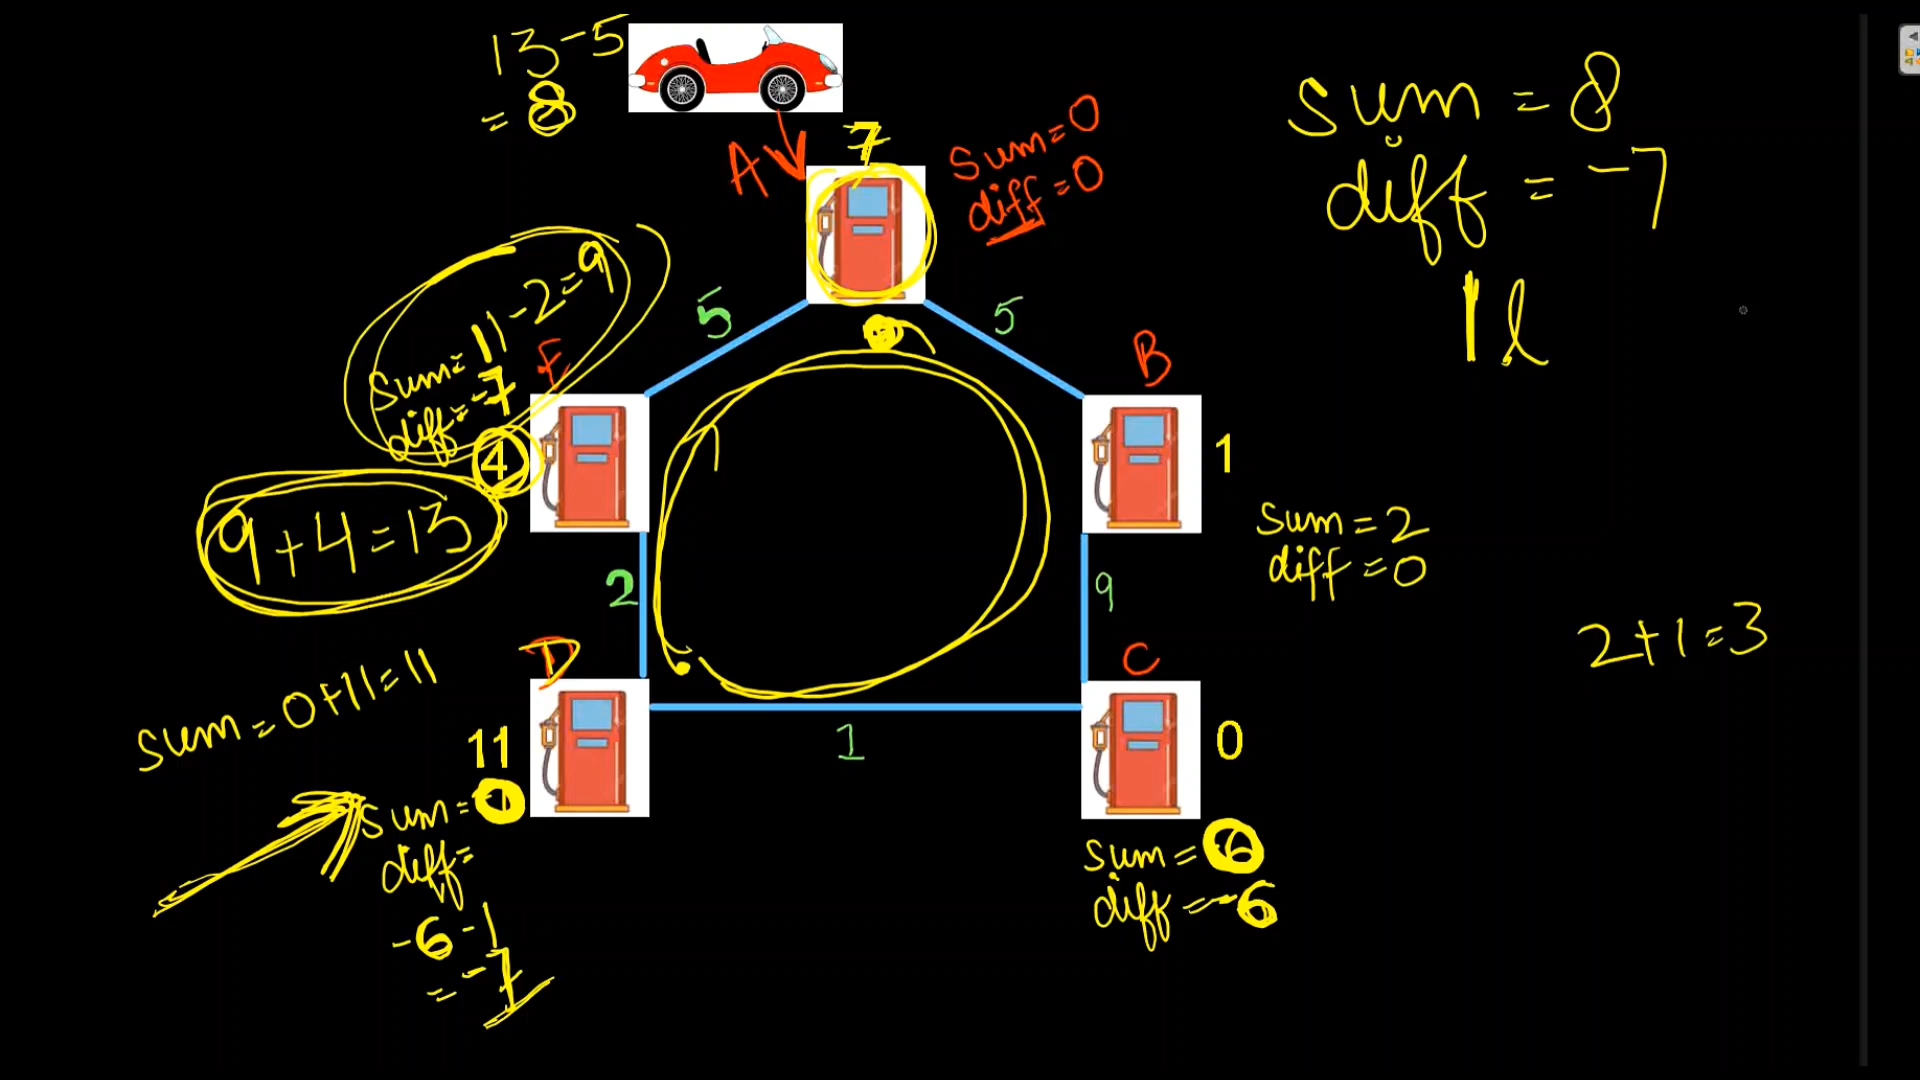 13-5
= 8
A
7
Sum=0
diff=0
Sum = 8
diff = -7
1l
11-2=9
Sum=
diff=-7
E
5
5
B
4
1
9+4=13
Sum = 2
diff = 0
2
9
2+1=3
D
C
Sum = 0+11=11
11
1
0
Sum=0
diff=
-6-1
= -7
Sum = 6
diff = -6